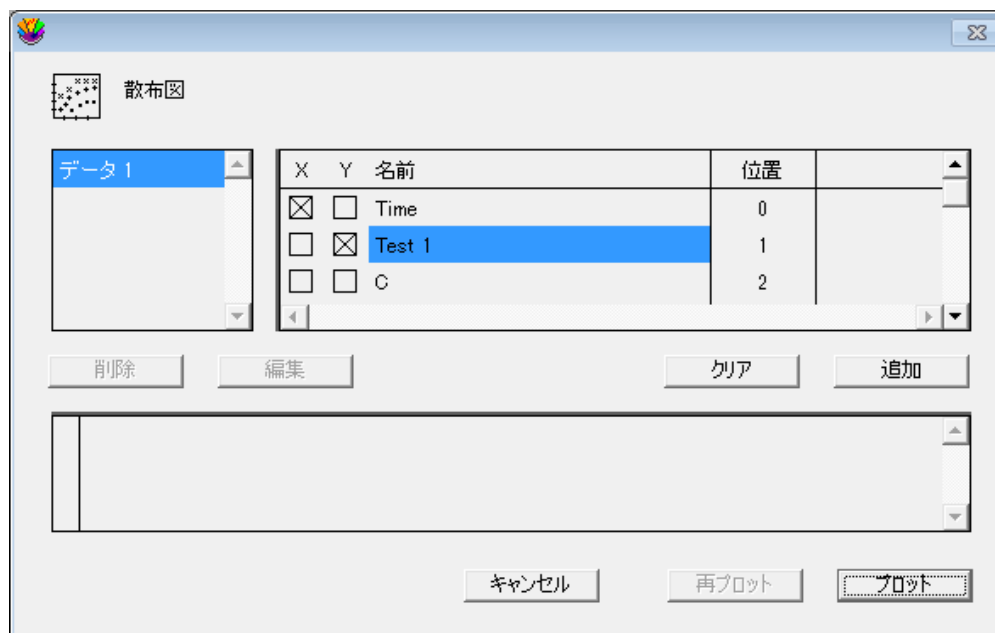 散布図
データ 1
X Y 名前 位置
Time 0
Test 1 1
C 2
削除 編集 クリア 追加
キャンセル 再プロット プロット